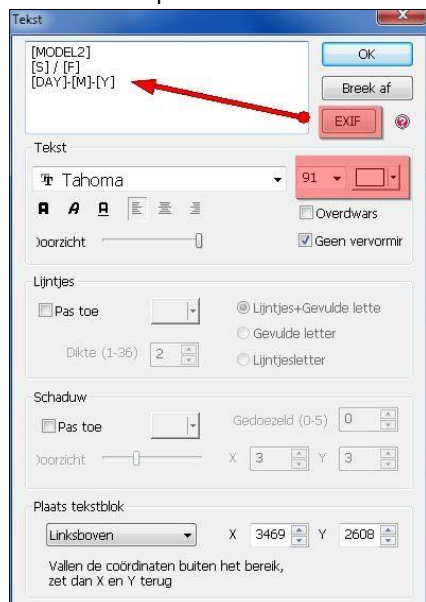 Tekst
[MODEL2]
[S] / [F]
[DAY]-[M]-[Y]
OK
Breek af
EXIF
Tekst
Tahoma
91
A A A
Overdwars
)oorzicht
Geen vervormir
Lijntjes
Pas toe
Lijntjes+Gevulde lette
Gevulde letter
Dikte (1-36) 2
Lijntjesletter
Schaduw
Pas toe
Gedoezeld (0-5) 0
)oorzicht
X 3 Y 3
Plaats tekstblok
Linksboven
X 3469 Y 2608
Vallen de coördinaten buiten het bereik,
zet dan X en Y terug